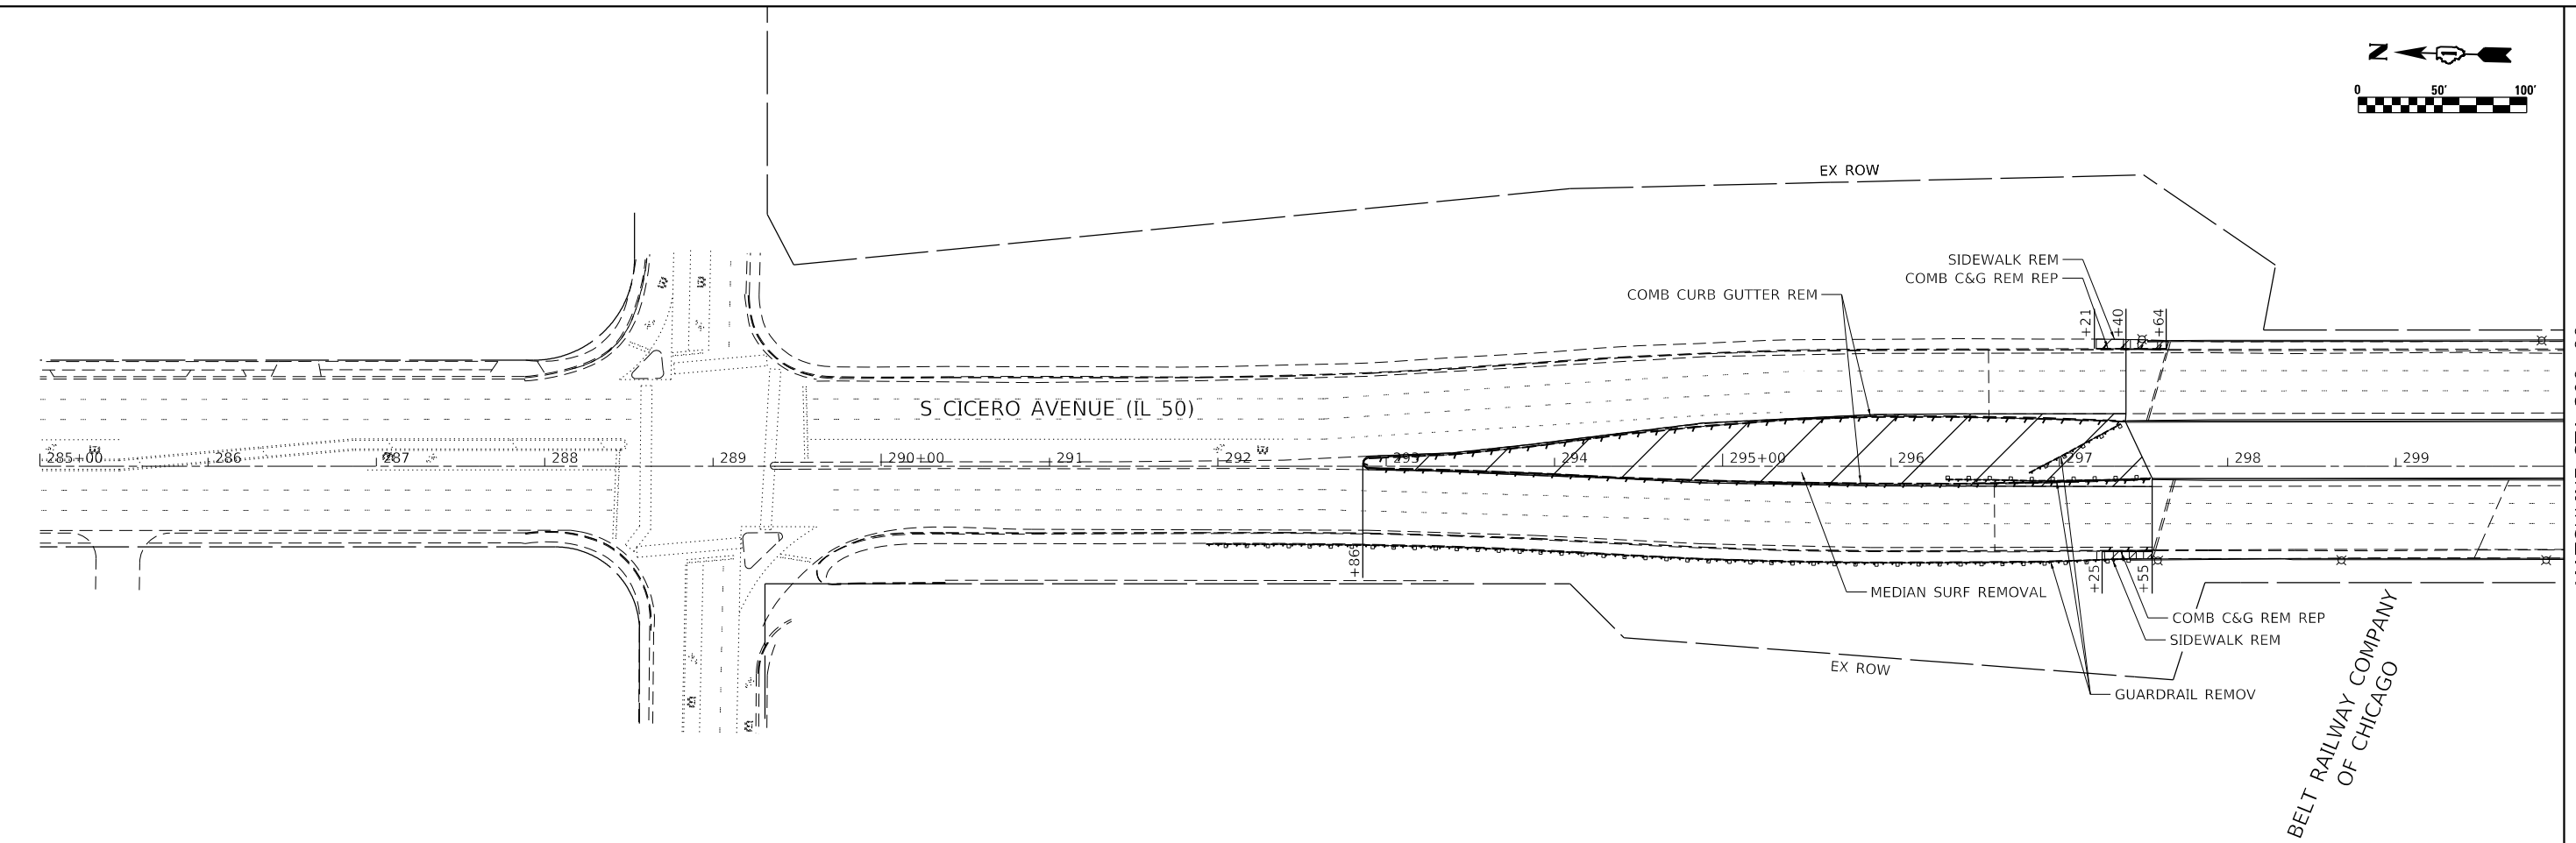 N
0 50' 100'
EX ROW
SIDEWALK REM
COMB C&G REM REP
COMB CURB GUTTER REM
+21
+40
+64
S CICERO AVENUE (IL 50)
285+00
286
287
288
289
290+00
291
292
293
294
295+00
296
297
298
299
+86
+25
+55
MEDIAN SURF REMOVAL
COMB C&G REM REP
SIDEWALK REM
EX ROW
GUARDRAIL REMOV
BELT RAILWAY COMPANY
OF CHICAGO